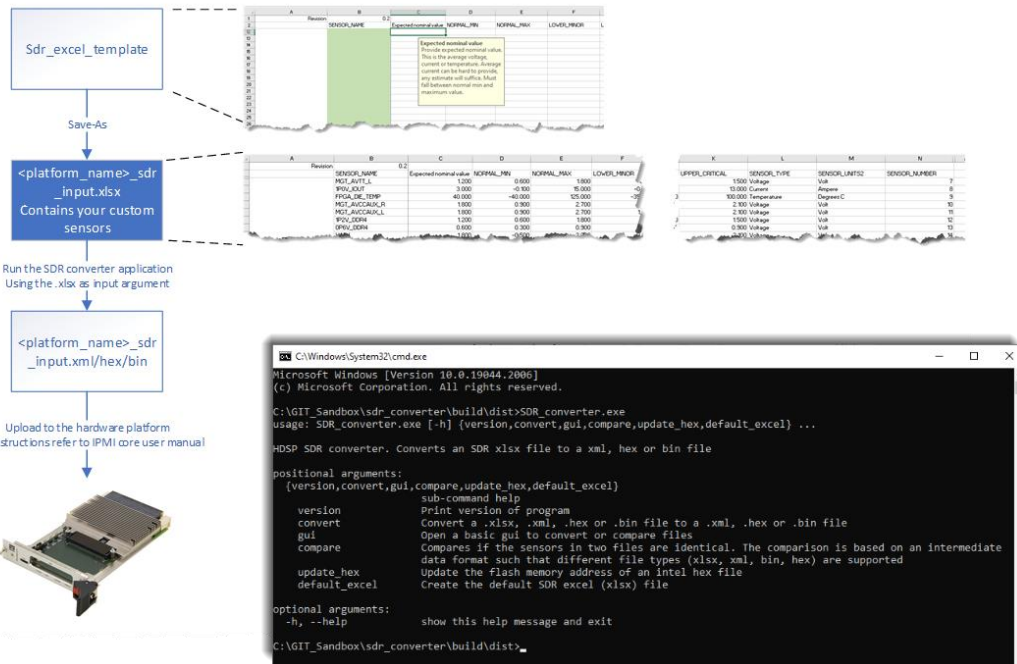 Sdr_excel_template
Save-As
<platform_name>_sdr
_input.xlsx
Contains your custom
sensors
Run the SDR converter application
Using the .xlsx as input argument
<platform_name>_sdr
_input.xml/hex/bin
Upload to the hardware platform
structions refer to IPMI core user manual
A B C D E F
Revision 0.2
SENSOR_NAME Expected nominal value NORMAL_MIN NORMAL_MAX LOWER_MINOR L
Expected nominal value
Provide expected nominal value.
This is the average voltage,
current or temperature. Average
current can be hard to provide,
any estimate will suffice. Must
fall between normal min and
maximum value.
A B C D E F
Revision 0.2
SENSOR_NAME Expected nominal value NORMAL_MIN NORMAL_MAX LOWER_MINOR
MGT_AVTT_L 1.200 0.600 1.800
1P0V_IOUT 3.000 -0.100 15.000
FPGA_DIE_TEMP 40.000 -40.000 125.000
MGT_AVCCAUX_R 1.800 0.900 2.700
MGT_AVCCAUX_L 1.800 0.900 2.700
1P2V_DDR4 1.200 0.600 1.800
0P6V_DDR4 0.600 0.300 0.900
K L M N
UPPER_CRITICAL SENSOR_TYPE SENSOR_UNITS2 SENSOR_NUMBER
1.500 Voltage Volt 7
13.000 Current Ampere 8
100.000 Temperature Degrees C 9
2.100 Voltage Volt 10
2.100 Voltage Volt 11
1.500 Voltage Volt 12
0.900 Voltage Volt 13
C:\Windows\System32\cmd.exe
Microsoft Windows [Version 10.0.19044.2006]
(c) Microsoft Corporation. All rights reserved.
C:\GIT_Sandbox\sdr_converter\build\dist>SDR_converter.exe
usage: SDR_converter.exe [-h] {version,convert,gui,compare,update_hex,default_excel} ...
HDSP SDR converter. Converts an SDR xlsx file to a xml, hex or bin file
positional arguments:
{version,convert,gui,compare,update_hex,default_excel}
sub-command help
version Print version of program
convert Convert a .xlsx, .xml, .hex or .bin file to a .xml, .hex or .bin file
gui Open a basic gui to convert or compare files
compare Compares if the sensors in two files are identical. The comparison is based on an intermediate
data format such that different file types (xlsx, xml, bin, hex) are supported
update_hex Update the flash memory address of an intel hex file
default_excel Create the default SDR excel (xlsx) file
optional arguments:
-h, --help show this help message and exit
C:\GIT_Sandbox\sdr_converter\build\dist>